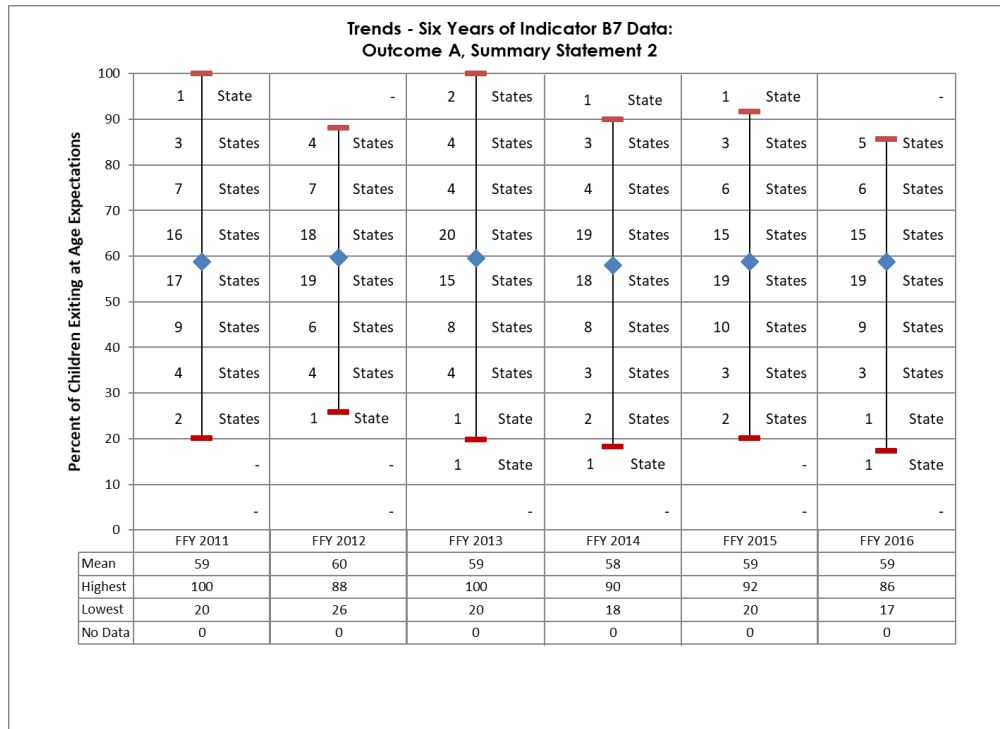 Trends - Six Years of Indicator B7 Data:
Outcome A, Summary Statement 2
Percent of Children Exiting at Age Expectations
100
1 State - 2 States 1 State 1 State -
90
3 States 4 States 4 States 3 States 3 States 5 States
80
7 States 7 States 4 States 4 States 6 States 6 States
70
16 States 18 States 20 States 19 States 15 States 15 States
60
17 States 19 States 15 States 18 States 19 States 19 States
50
9 States 6 States 8 States 8 States 10 States 9 States
40
4 States 4 States 4 States 3 States 3 States 3 States
30
2 States 1 State 1 State 2 States 2 States 1 State
20
- - 1 State 1 State - 1 State
10
- - - - - -
0
FFY 2011 FFY 2012 FFY 2013 FFY 2014 FFY 2015 FFY 2016
Mean 59 60 59 58 59 59
Highest 100 88 100 90 92 86
Lowest 20 26 20 18 20 17
No Data 0 0 0 0 0 0